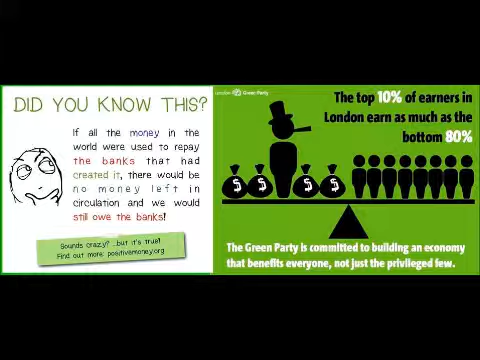 DID YOU KNOW THIS?
If all the money in the
world were used to repay
the banks that had
created it, there would be
no money left in
circulation and we would
still owe the banks!
Sounds crazy? ...but it's true!
Find out more: positivemoney.org
London Green Party
The top 10% of earners in
London earn as much as the
bottom 80%
$ $ $ $
The Green Party is committed to building an economy
that benefits everyone, not just the privileged few.